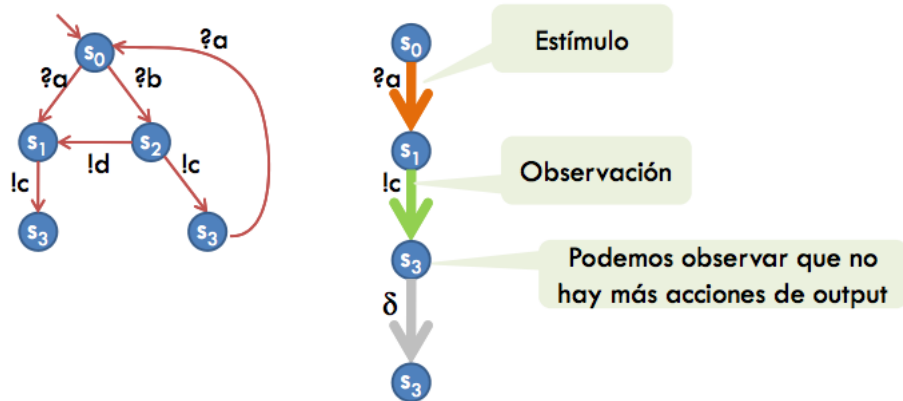 s0
?a
?a
?b
s1
!d
s2
!c
!c
s3
s3
s0
Estímulo
?a
s1
!c
Observación
s3
Podemos observar que no
hay más acciones de output
δ
s3